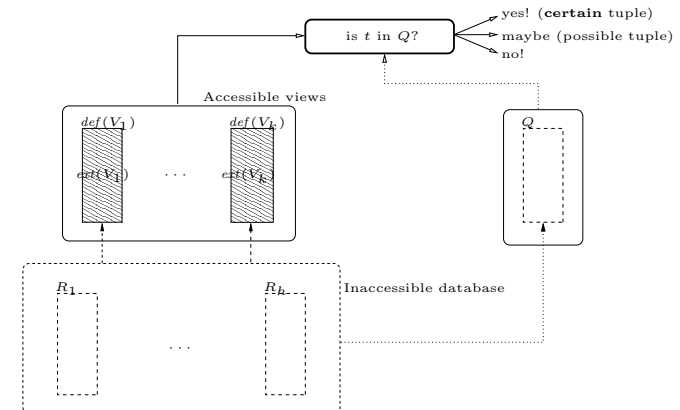 yes! (certain tuple)
is t in Q?
maybe (possible tuple)
no!
Accessible views
def(V1)
def(Vk)
Q
ext(V1)
. . .
ext(Vk)
R1
Rh
Inaccessible database
. . .